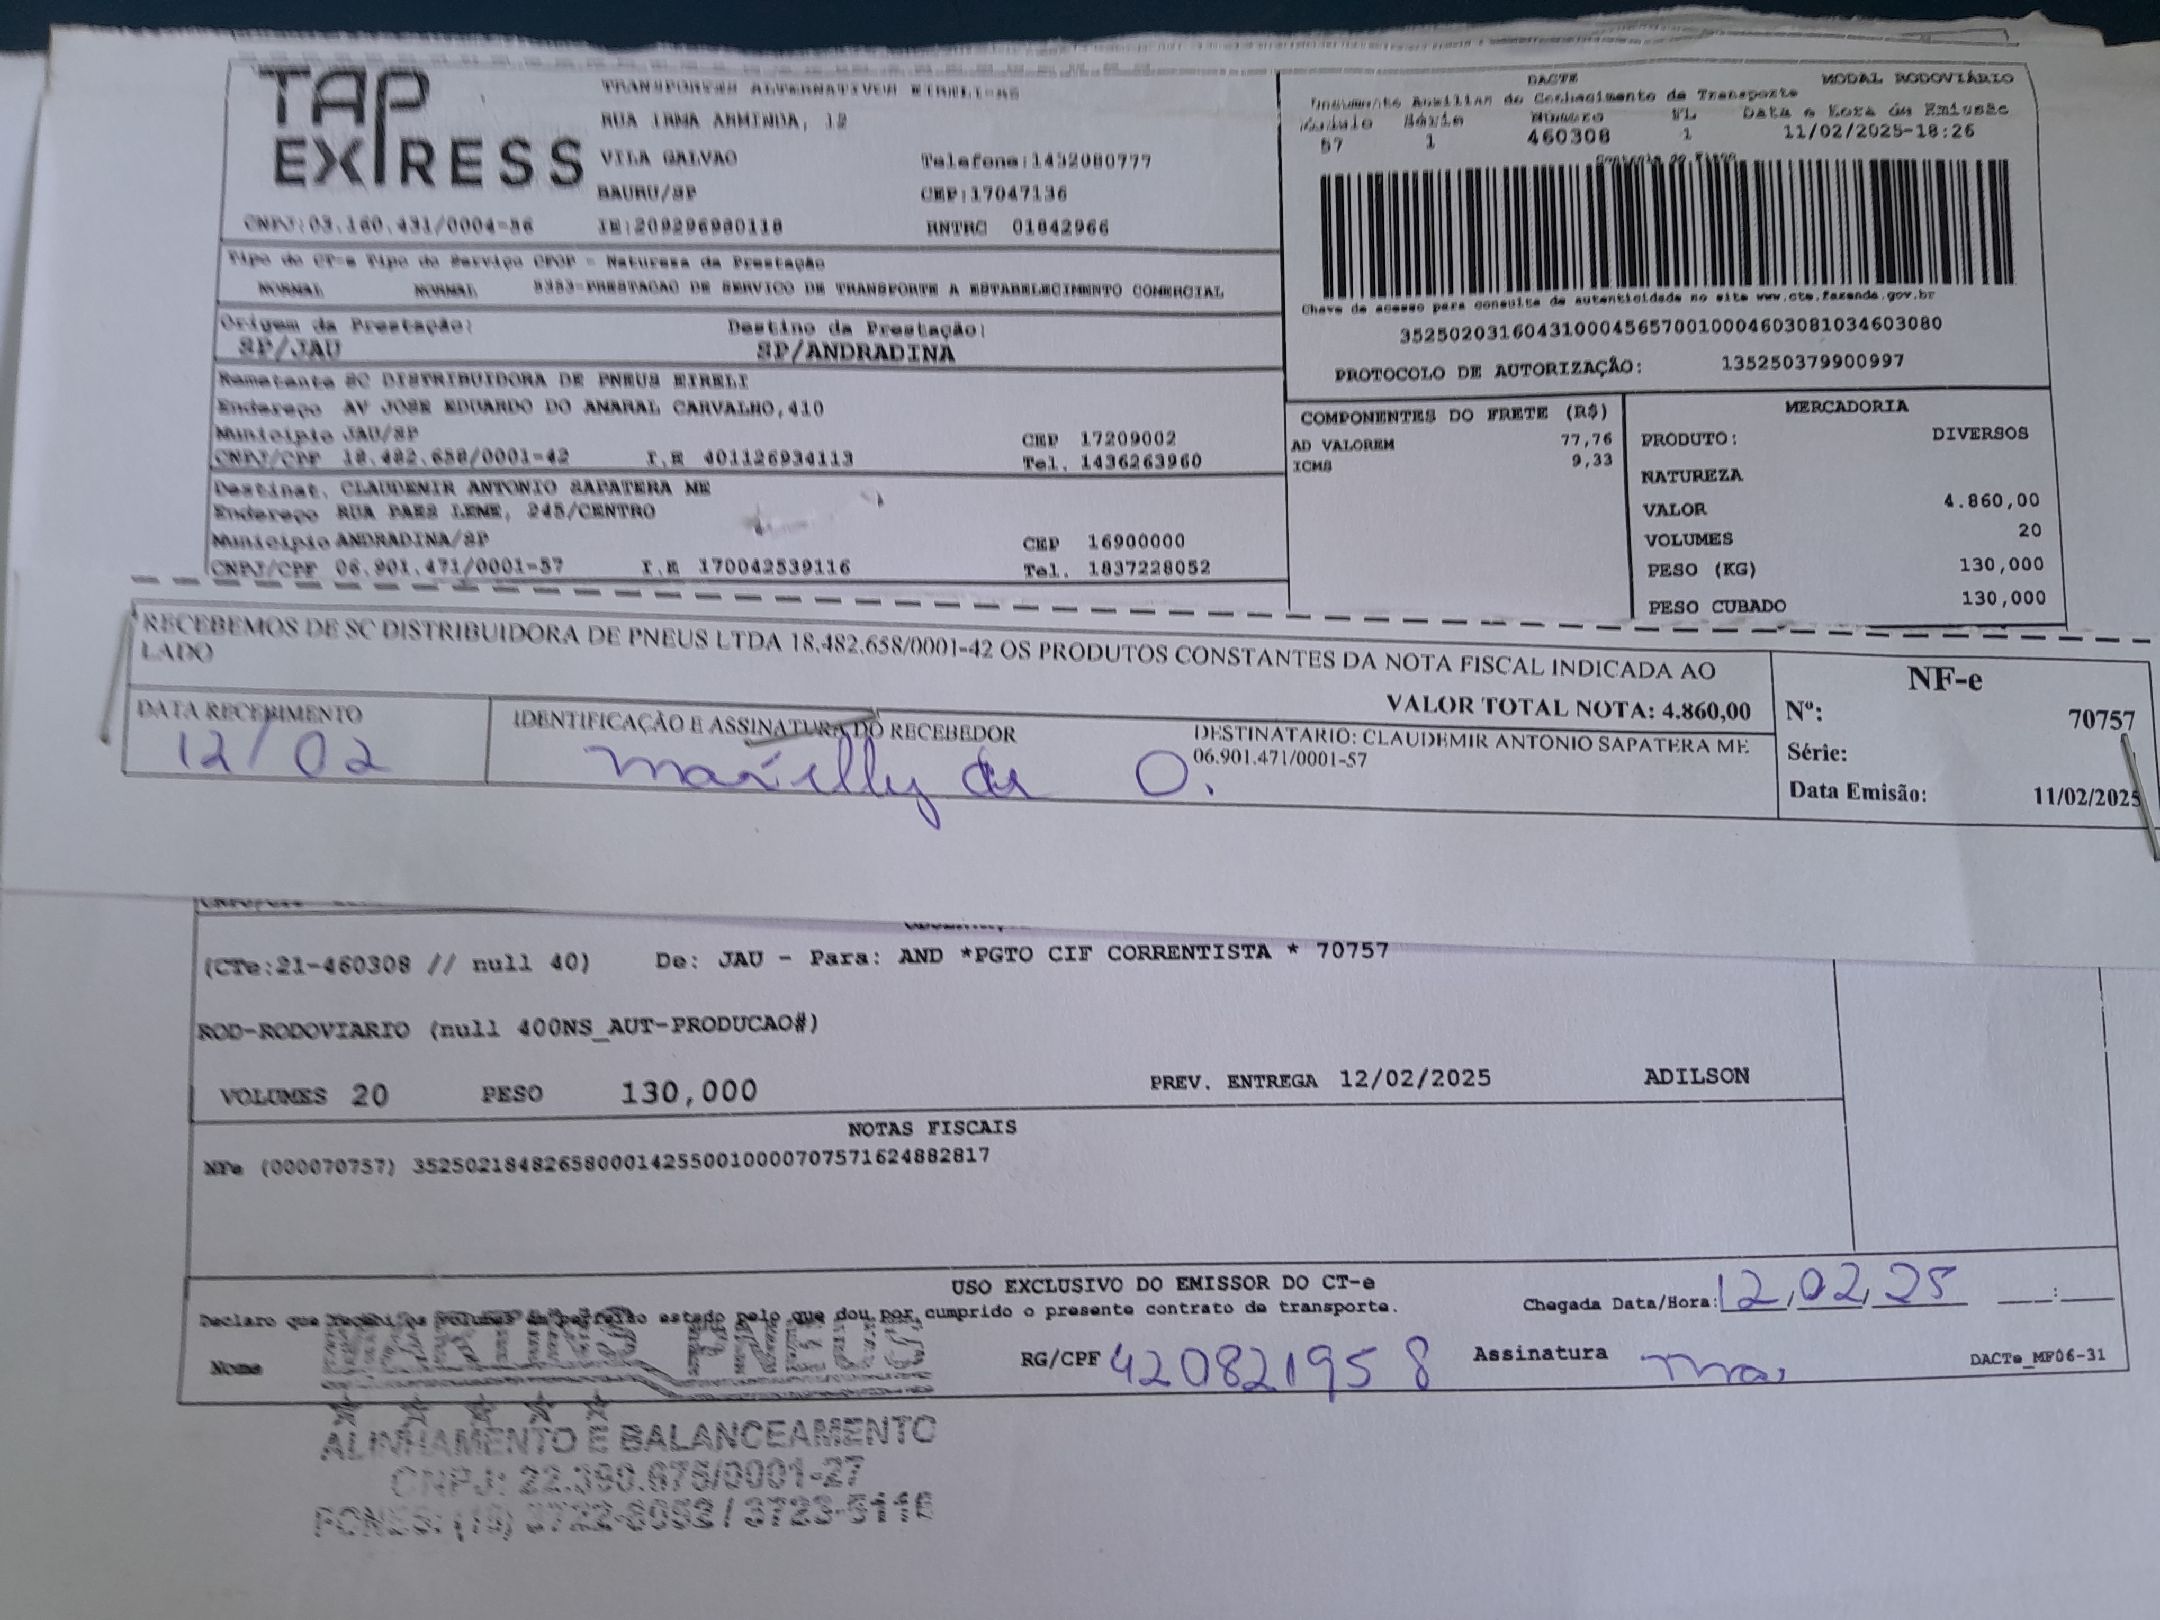 TAP EXPRESS
TRANSPORTES ALTERNATIVOS EIRELI-
RUA IRMA ARMINDA, 12
VILA GALVAO Telefone:1432080777
BAURU/SP CEP:17047136
CNPJ:03.160.431/0004-56 IE:209296980118 RNTRC 01842966
DACTE MODAL RODOVIÁRIO
Documento Auxiliar do Conhecimento de Transporte
Modelo Série Número FL Data e Hora da Emissão
57 1 460308 1 11/02/2025-18:26
Controle do Fisco
Chave de acesso para consulta de autenticidade no site www.cte.fazenda.gov.br
35250203160431000456570010004603081034603080
PROTOCOLO DE AUTORIZAÇÃO: 135250379900997
Tipo do CT-e Tipo do Serviço CFOP - Natureza da Prestação
NORMAL NORMAL 5353-PRESTACAO DE SERVICO DE TRANSPORTE A ESTABELECIMENTO COMERCIAL
Origem da Prestação: Destino da Prestação:
SP/JAU SP/ANDRADINA
Remetente SC DISTRIBUIDORA DE PNEUS EIRELI
Endereço AV JOSE EDUARDO DO AMARAL CARVALHO,410
Município JAU/SP CEP 17209002
CNPJ/CPF 18.482.658/0001-42 I.E 401126934113 Tel. 1436263960
Destinat. CLAUDEMIR ANTONIO SAPATERA ME
Endereço RUA PAES LEME, 245/CENTRO
Município ANDRADINA/SP CEP 16900000
CNPJ/CPF 06.901.471/0001-57 I.E 170042539116 Tel. 1837228052
COMPONENTES DO FRETE (R$)
AD VALOREM 77,76
ICMS 9,33
MERCADORIA
PRODUTO: DIVERSOS
NATUREZA
VALOR 4.860,00
VOLUMES 20
PESO (KG) 130,000
PESO CUBADO 130,000
RECEBEMOS DE SC DISTRIBUIDORA DE PNEUS LTDA 18.482.658/0001-42 OS PRODUTOS CONSTANTES DA NOTA FISCAL INDICADA AO
LADO
VALOR TOTAL NOTA: 4.860,00
DATA RECEBIMENTO
12/02
IDENTIFICAÇÃO E ASSINATURA DO RECEBEDOR
DESTINATARIO: CLAUDEMIR ANTONIO SAPATERA ME
06.901.471/0001-57
de O.
NF-e
Nº: 70757
Série:
Data Emisão: 11/02/2025
(CTe:21-460308 // null 40) De: JAU - Para: AND *PGTO CIF CORRENTISTA * 70757
ROD-RODOVIARIO (null 400NS_AUT-PRODUCAO#)
VOLUMES 20 PESO 130,000 PREV. ENTREGA 12/02/2025 ADILSON
NOTAS FISCAIS
NFe (000070757) 35250218482658000142550010000707571624882817
USO EXCLUSIVO DO EMISSOR DO CT-e
Declaro que recebi os volumes em perfeito estado pelo que dou por cumprido o presente contrato de transporte.
Chegada Data/Hora: 12,02,25 __:__
Nome RG/CPF 420821958 Assinatura DACTe_MF06-31
PNEUS
ALINHAMENTO E BALANCEAMENTO